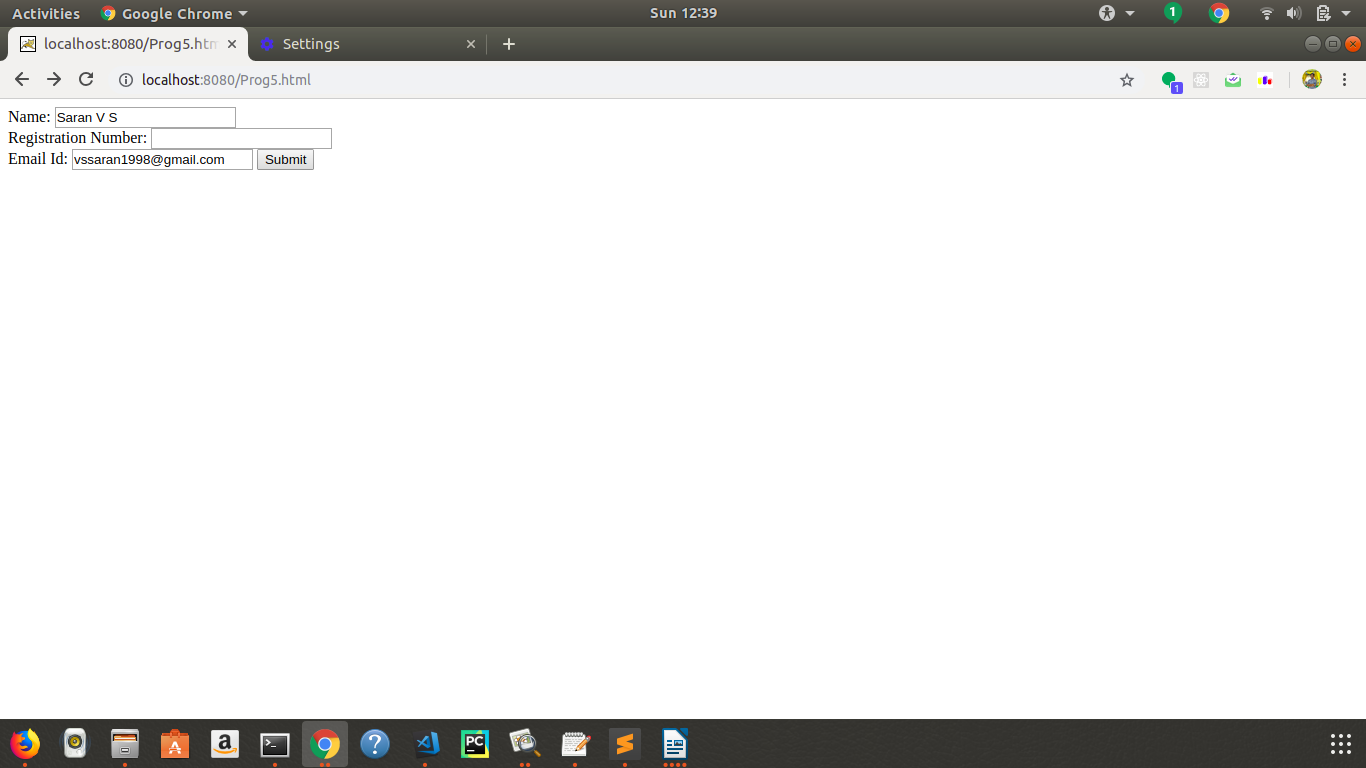 Activities Google Chrome Sun 12:39 1
localhost:8080/Prog5.htm Settings
localhost:8080/Prog5.html 1
Name: Saran V S
Registration Number:
Email Id: vssaran1998@gmail.com Submit
PC